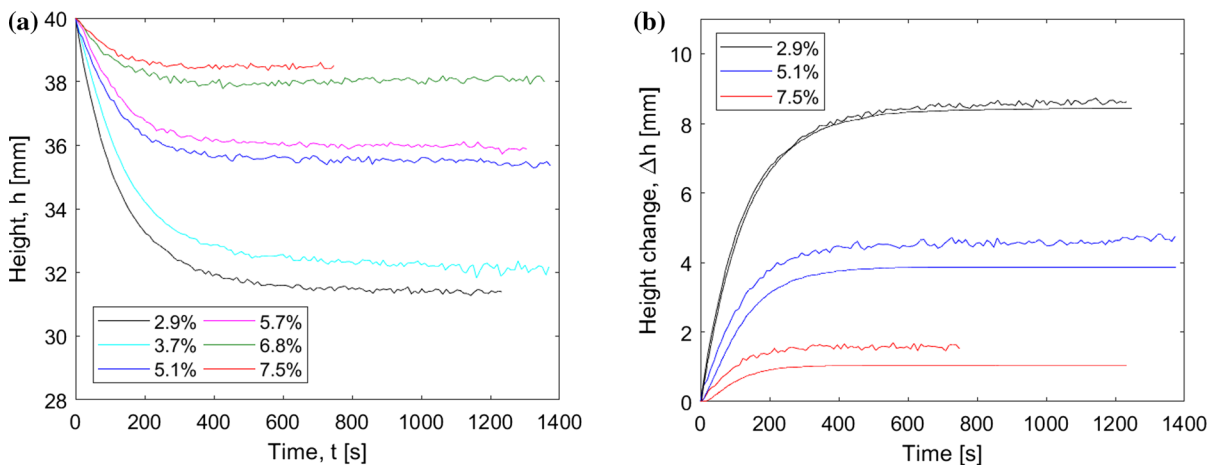 (a)
Height, h [mm]
40
38
36
34
32
30
28
2.9% 5.7%
3.7% 6.8%
5.1% 7.5%
0 200 400 600 800 1000 1200 1400
Time, t [s]
(b)
Height change, Δh [mm]
10
8
6
4
2
0
2.9%
5.1%
7.5%
0 200 400 600 800 1000 1200 1400
Time [s]